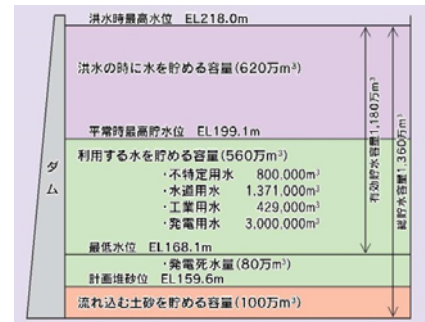 洪水時最高水位 EL218.0m
洪水の時に水を貯める容量(620万m³)
平常時最高貯水位 EL199.1m
利用する水を貯める容量(560万m³)
・不特定用水 800,000m³
・水道用水 1,371,000m³
・工業用水 429,000m³
・発電用水 3,000,000m³
最低水位 EL168.1m
・発電死水量(80万m³)
計画堆砂位 EL159.6m
流れ込む土砂を貯める容量(100万m³)
ダム
有効貯水容量1,180万m³
総貯水容量1,360万m³